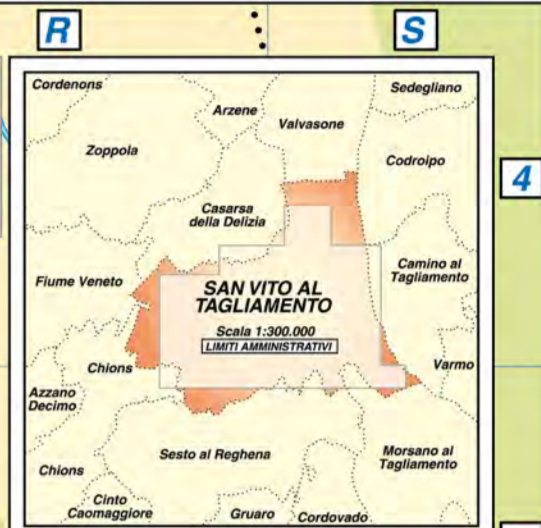 R
S
4
Cordenons
Sedegliano
Arzene
Valvasone
Zoppola
Codroipo
Casarsa
della Delizia
Camino al
Tagliamento
Fiume Veneto
SAN VITO AL
TAGLIAMENTO
Scala 1:300.000
LIMITI AMMINISTRATIVI
Chions
Varmo
Azzano
Decimo
Sesto al Reghena
Morsano al
Tagliamento
Chions
Cinto
Caomaggiore
Gruaro
Cordovado